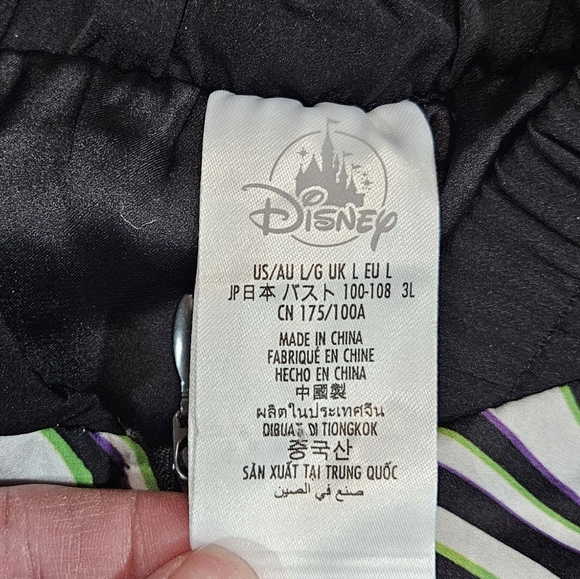 Disney
US/AU L/G UK L EU L
JP日本 バスト 100-108 3L
CN 175/100A
MADE IN CHINA
FABRIQUÉ EN CHINE
HECHO EN CHINA
中國製
ผลิตในประเทศจีน
DIBUAT DI TIONGKOK
중국산
SẢN XUẤT TẠI TRUNG QUỐC
صنع في الصين